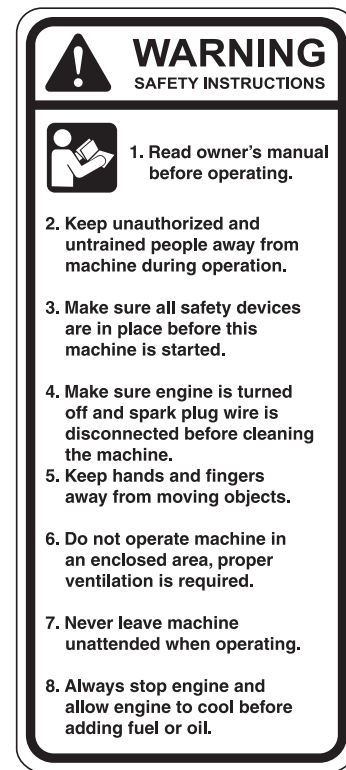 WARNING
SAFETY INSTRUCTIONS
1. Read owner's manual
before operating.
2. Keep unauthorized and
untrained people away from
machine during operation.
3. Make sure all safety devices
are in place before this
machine is started.
4. Make sure engine is turned
off and spark plug wire is
disconnected before cleaning
the machine.
5. Keep hands and fingers
away from moving objects.
6. Do not operate machine in
an enclosed area, proper
ventilation is required.
7. Never leave machine
unattended when operating.
8. Always stop engine and
allow engine to cool before
adding fuel or oil.